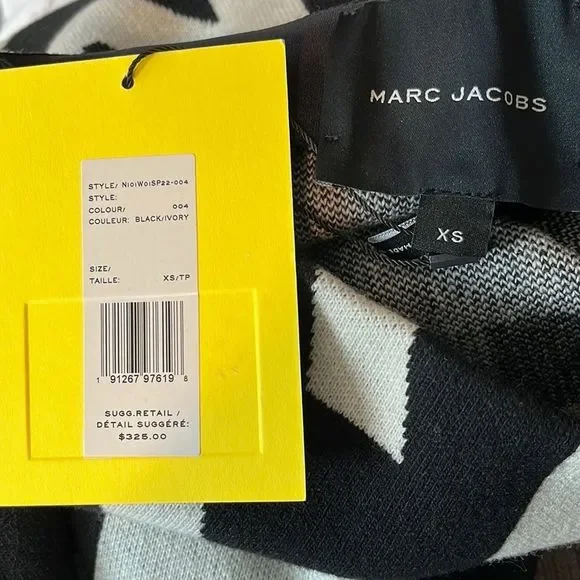 MARC JACOBS
XS
MADE
STYLE/ N101W01SP22-004
STYLE:
COLOUR/ 004
COULEUR: BLACK/IVORY
SIZE/
TAILLE: XS/TP
1 91267 97619 8
SUGG.RETAIL /
DÉTAIL SUGGÉRÉ:
$325.00